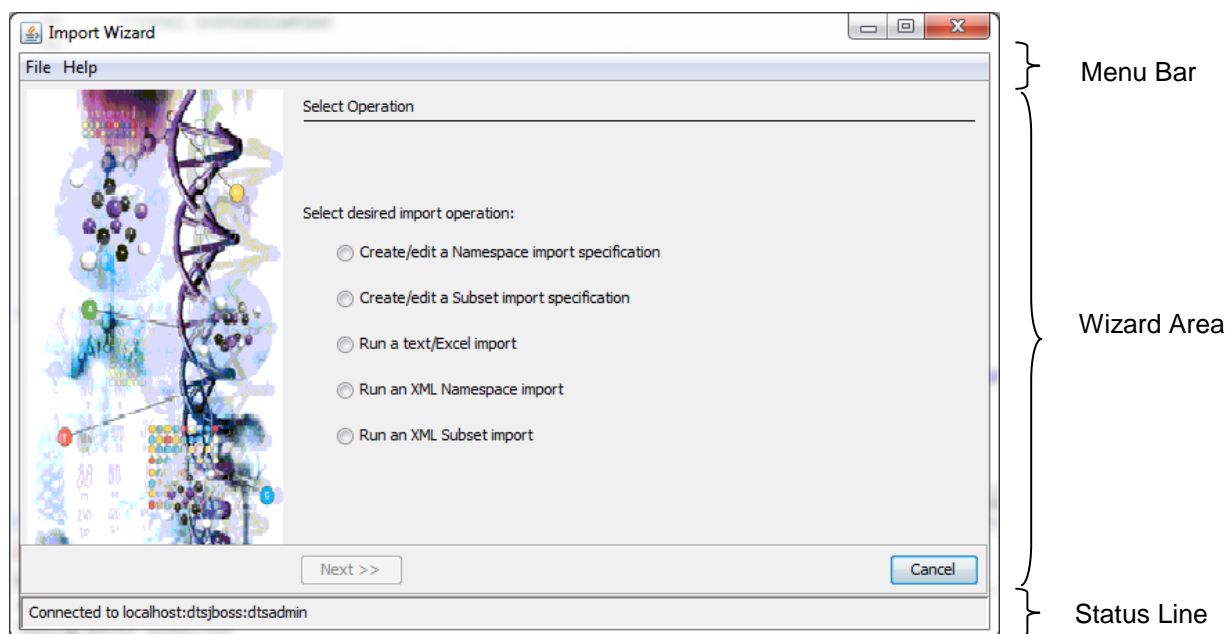 Import Wizard
File Help
Menu Bar
Select Operation
Select desired import operation:
Create/edit a Namespace import specification
Create/edit a Subset import specification
Run a text/Excel import
Wizard Area
Run an XML Namespace import
Run an XML Subset import
Next >>
Cancel
Connected to localhost:dtsjboss:dtsadmin
Status Line